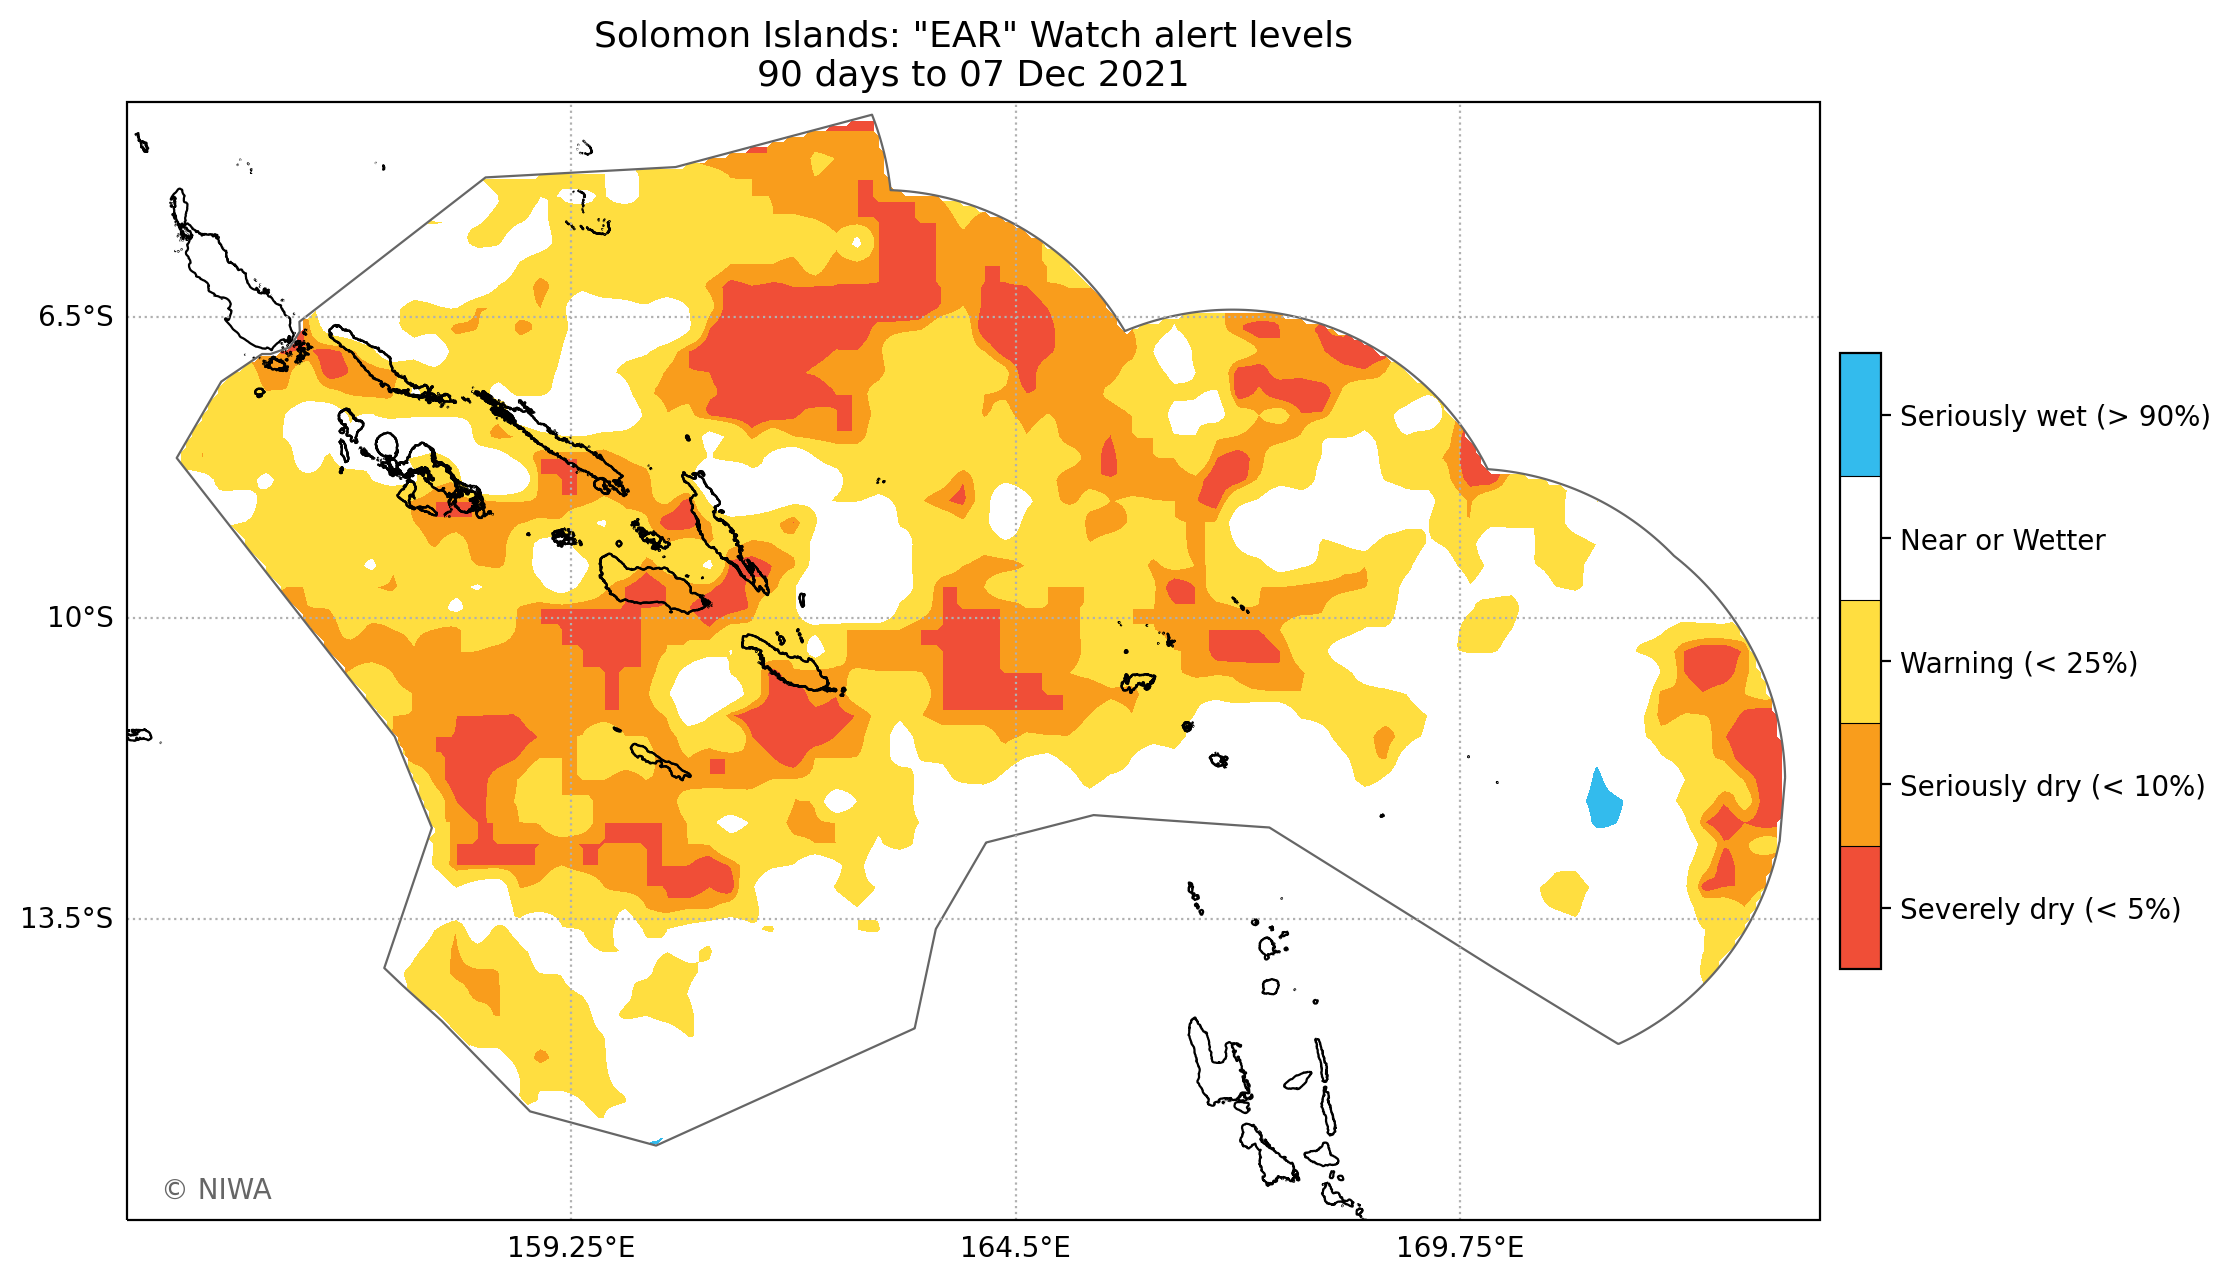 Solomon Islands: "EAR" Watch alert levels
90 days to 07 Dec 2021
6.5°S
10°S
13.5°S
159.25°E
164.5°E
169.75°E
Seriously wet (> 90%)
Near or Wetter
Warning (< 25%)
Seriously dry (< 10%)
Severely dry (< 5%)
© NIWA